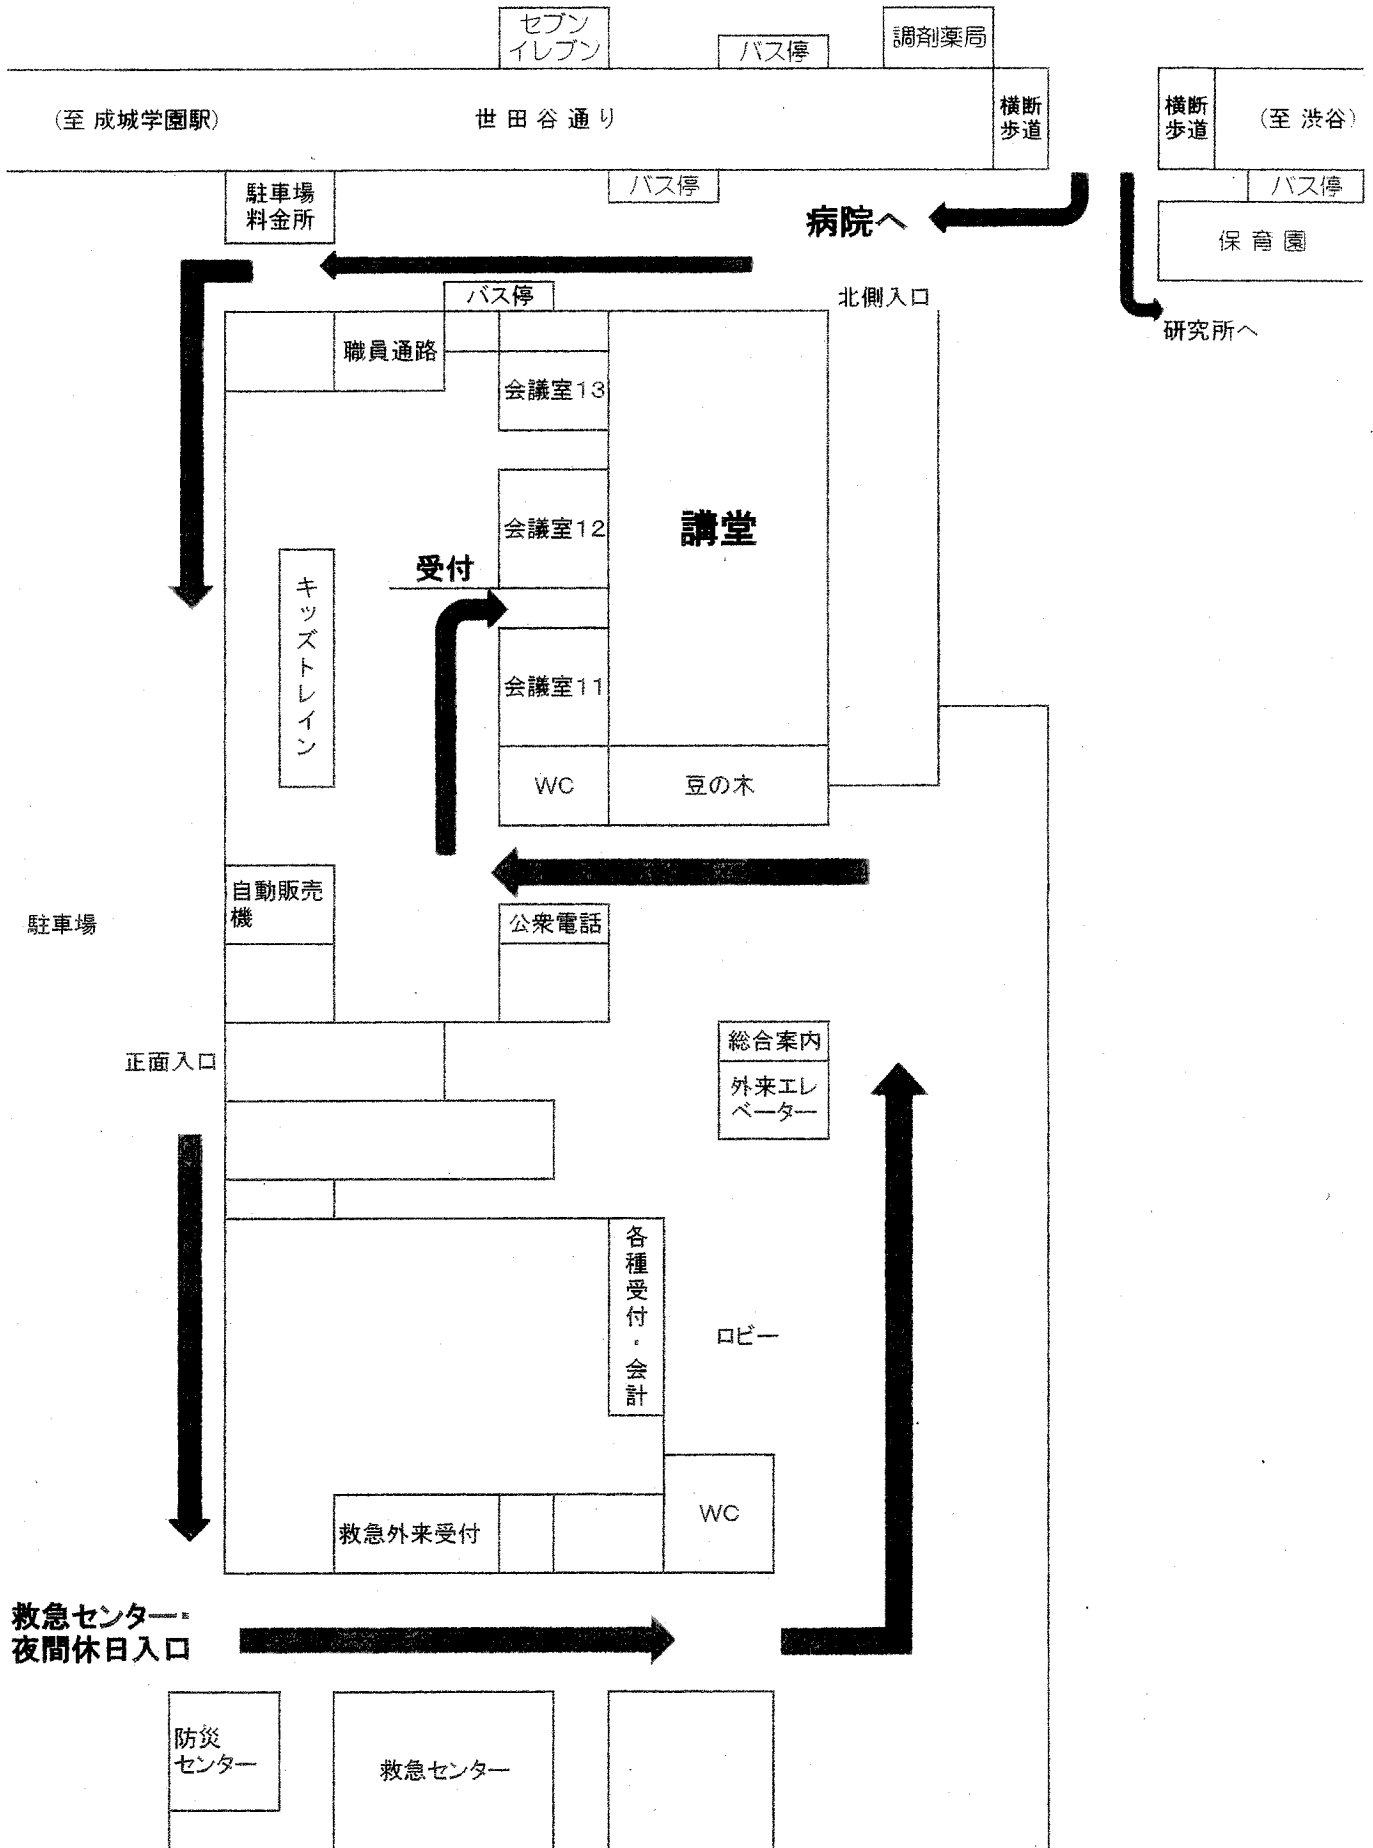 セブン
イレブン
バス停
調剤薬局
(至 成城学園駅)
世田谷通り
横断
歩道
横断
歩道
(至 渋谷)
駐車場
料金所
バス停
バス停
病院へ
保育園
バス停
北側入口
研究所へ
職員通路
会議室13
会議室12
講堂
受付
キッズトレイン
会議室11
WC
豆の木
自動販売
機
駐車場
公衆電話
正面入口
総合案内
外来エレ
ベーター
各種受付・会計
ロビー
WC
救急外来受付
救急センター・
夜間休日入口
防災
センター
救急センター